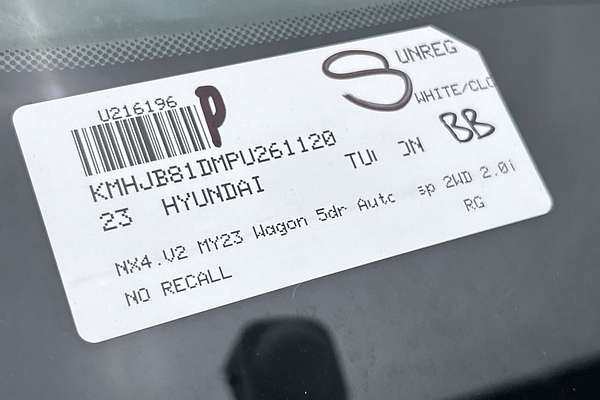 U216196 P S UNREG
WHITE/CLO
KMHJB81DMPU261120 BB
23 HYUNDAI TU ON
NX4.V2 MY23 Wagon 5dr Auto sp 2WD 2.0i
NO RECALL RG